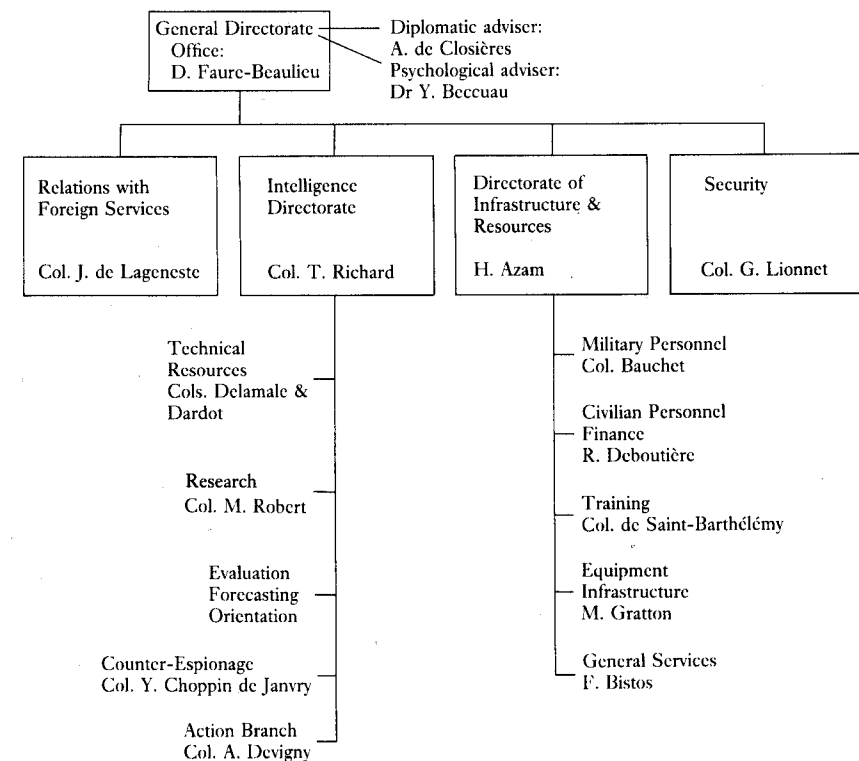 General Directorate
Office:
D. Faure-Beaulieu
Diplomatic adviser:
A. de Closières
Psychological adviser:
Dr Y. Beccuau
Relations with
Foreign Services
Col. J. de Lageneste
Intelligence
Directorate
Col. T. Richard
Directorate of
Infrastructure &
Resources
H. Azam
Security
Col. G. Lionnet
Technical
Resources
Cols. Delamale &
Dardot
Research
Col. M. Robert
Evaluation
Forecasting
Orientation
Counter-Espionage
Col. Y. Choppin de Janvry
Action Branch
Col. A. Devigny
Military Personnel
Col. Bauchet
Civilian Personnel
Finance
R. Deboutière
Training
Col. de Saint-Barthélémy
Equipment
Infrastructure
M. Gratton
General Services
F. Bistos